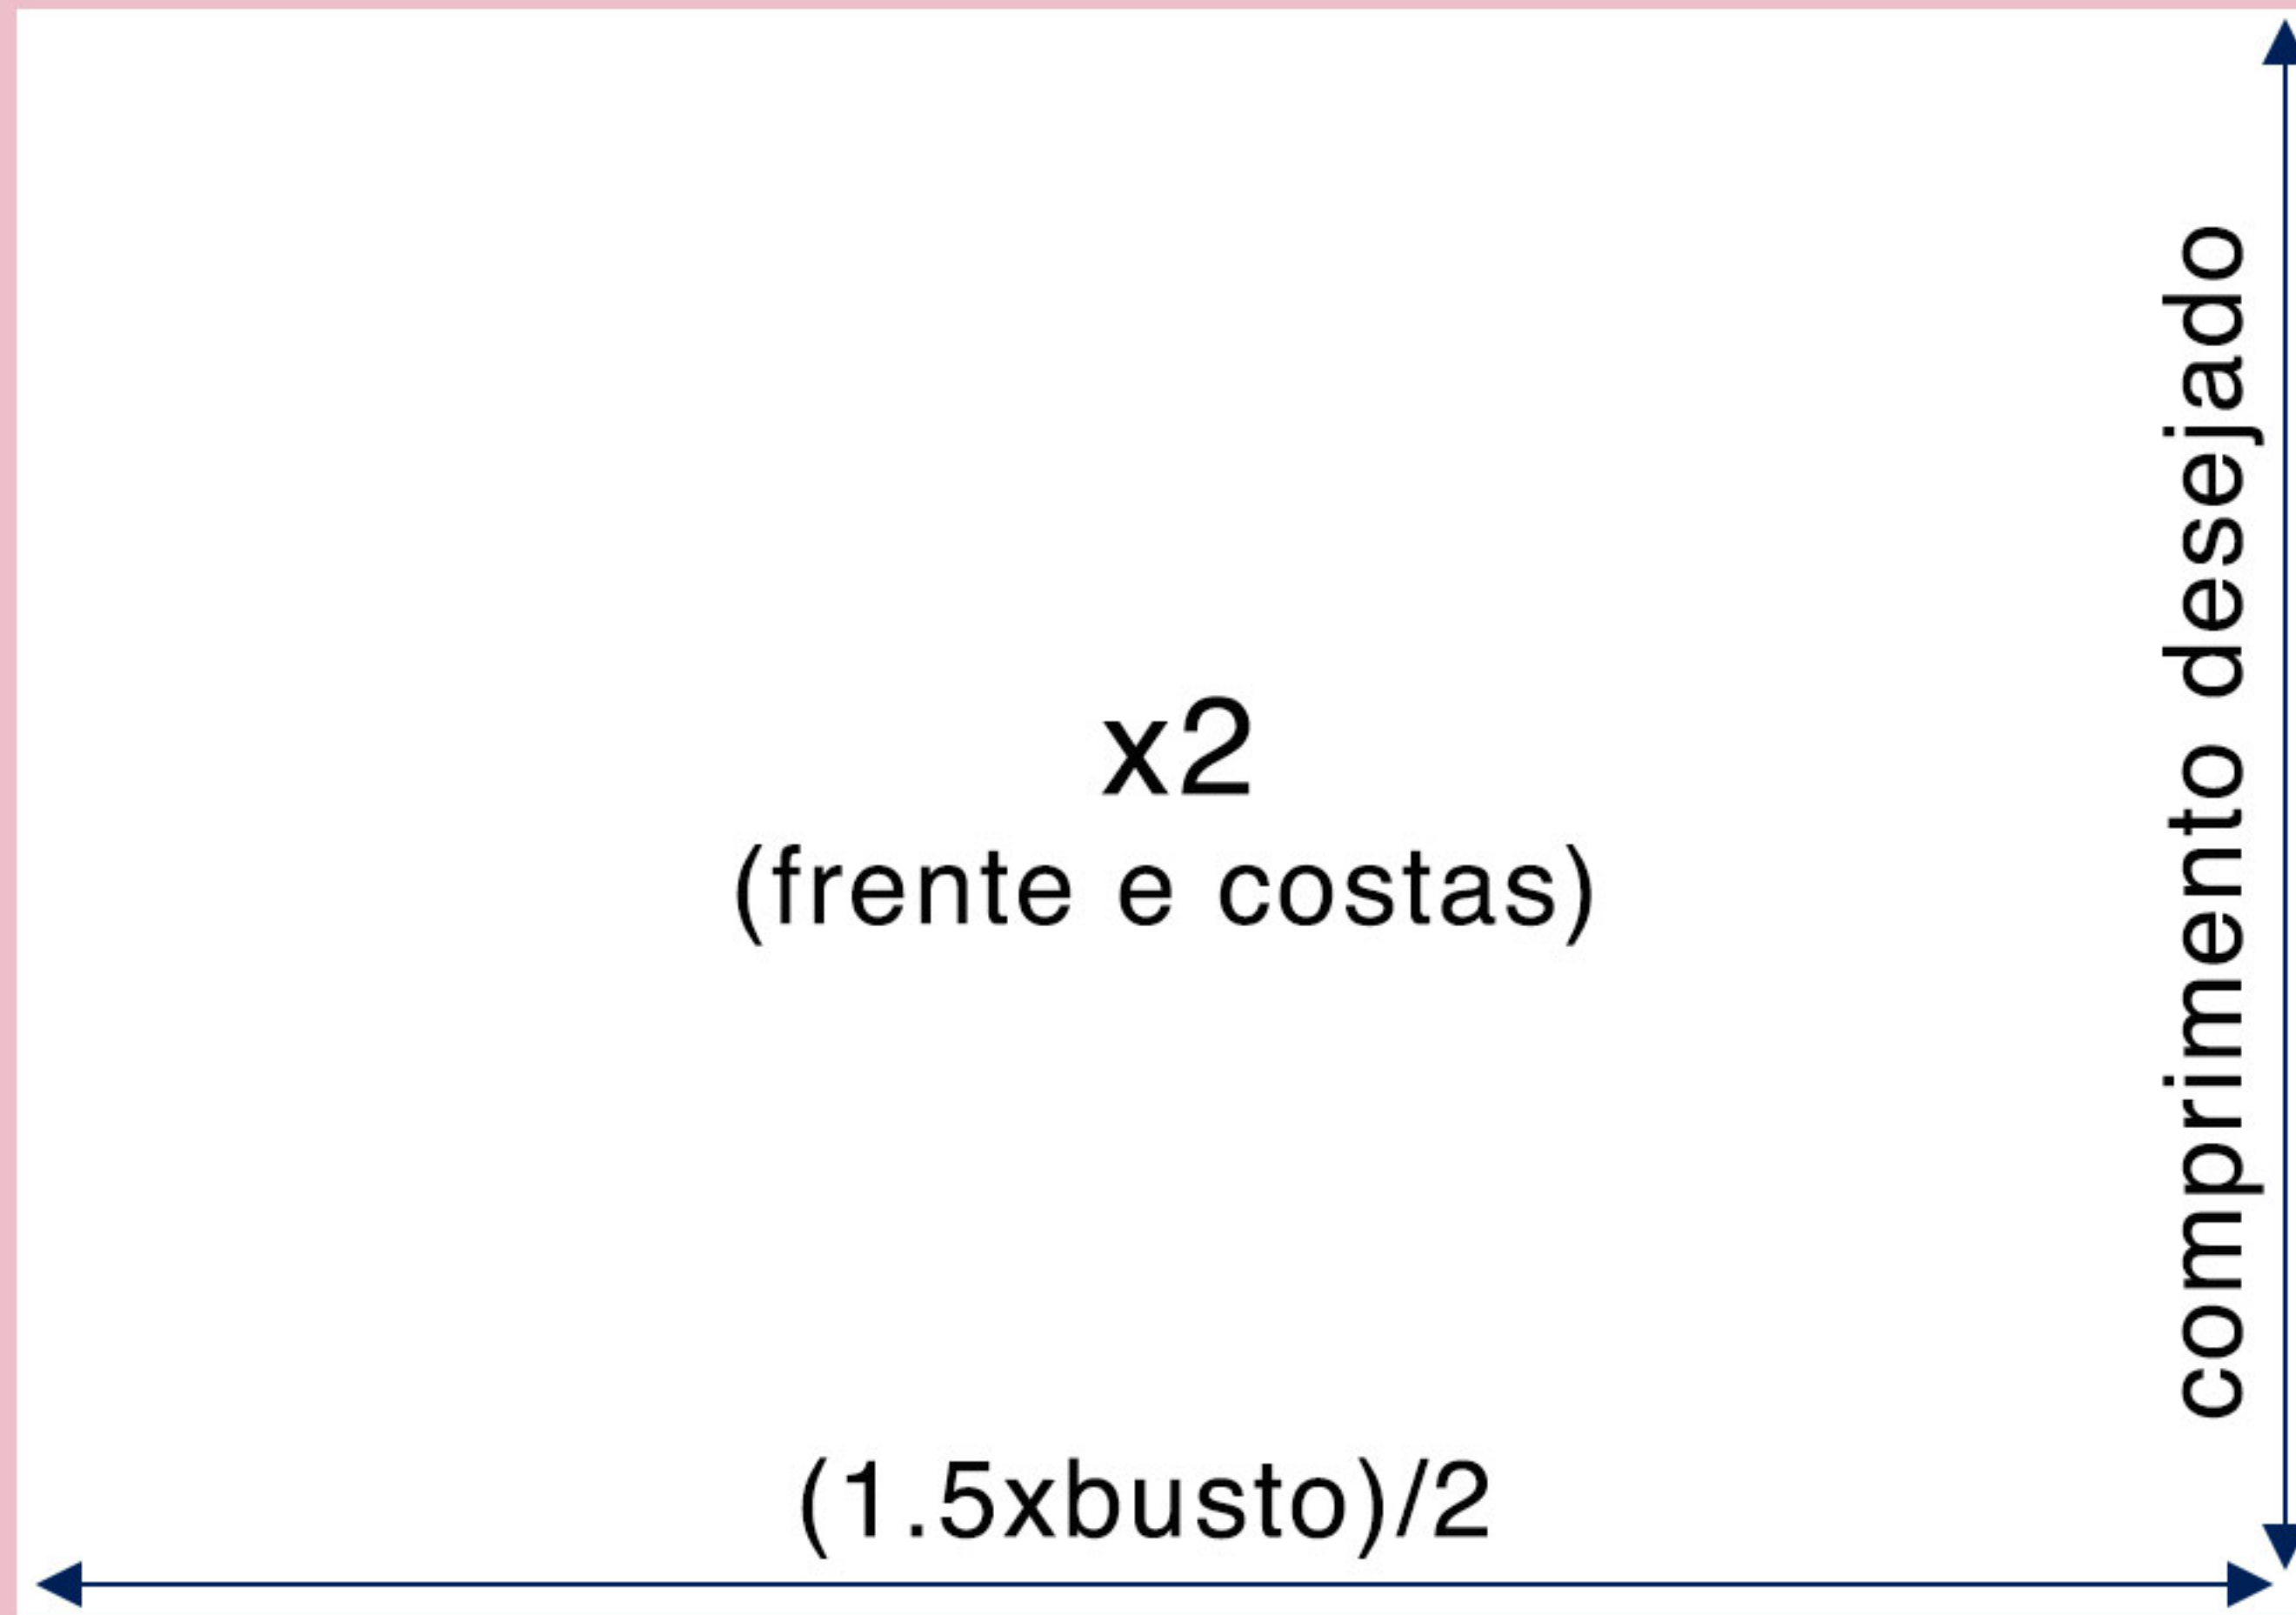 x2
(frente e costas)
comprimento desejado
(1.5xbusto)/2